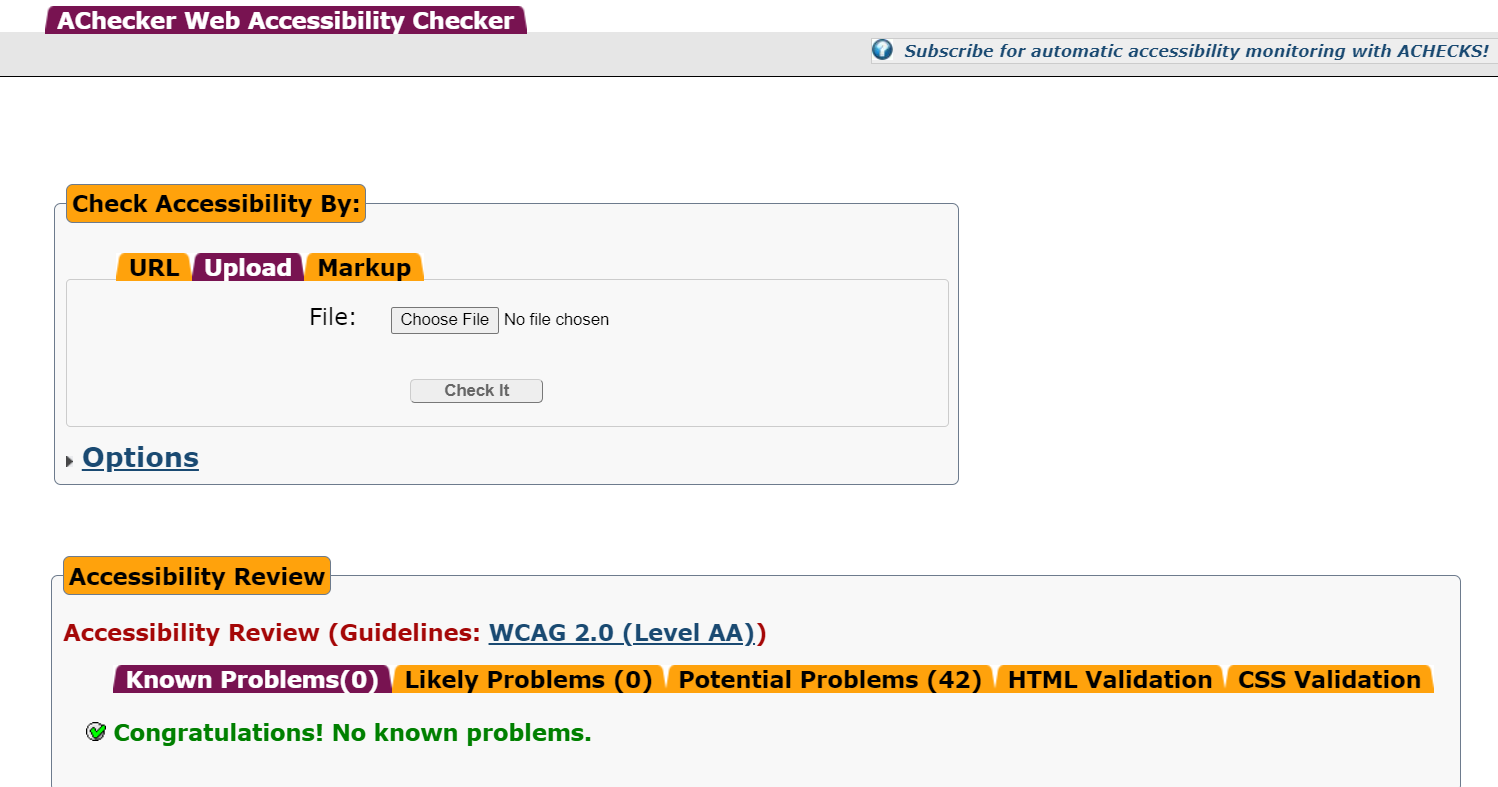 AChecker Web Accessibility Checker
Subscribe for automatic accessibility monitoring with ACHECKS!
Check Accessibility By:
URL Upload Markup
File: Choose File No file chosen
Check It
Options
Accessibility Review
Accessibility Review (Guidelines: WCAG 2.0 (Level AA))
Known Problems(0) Likely Problems (0) Potential Problems (42) HTML Validation CSS Validation
Congratulations! No known problems.